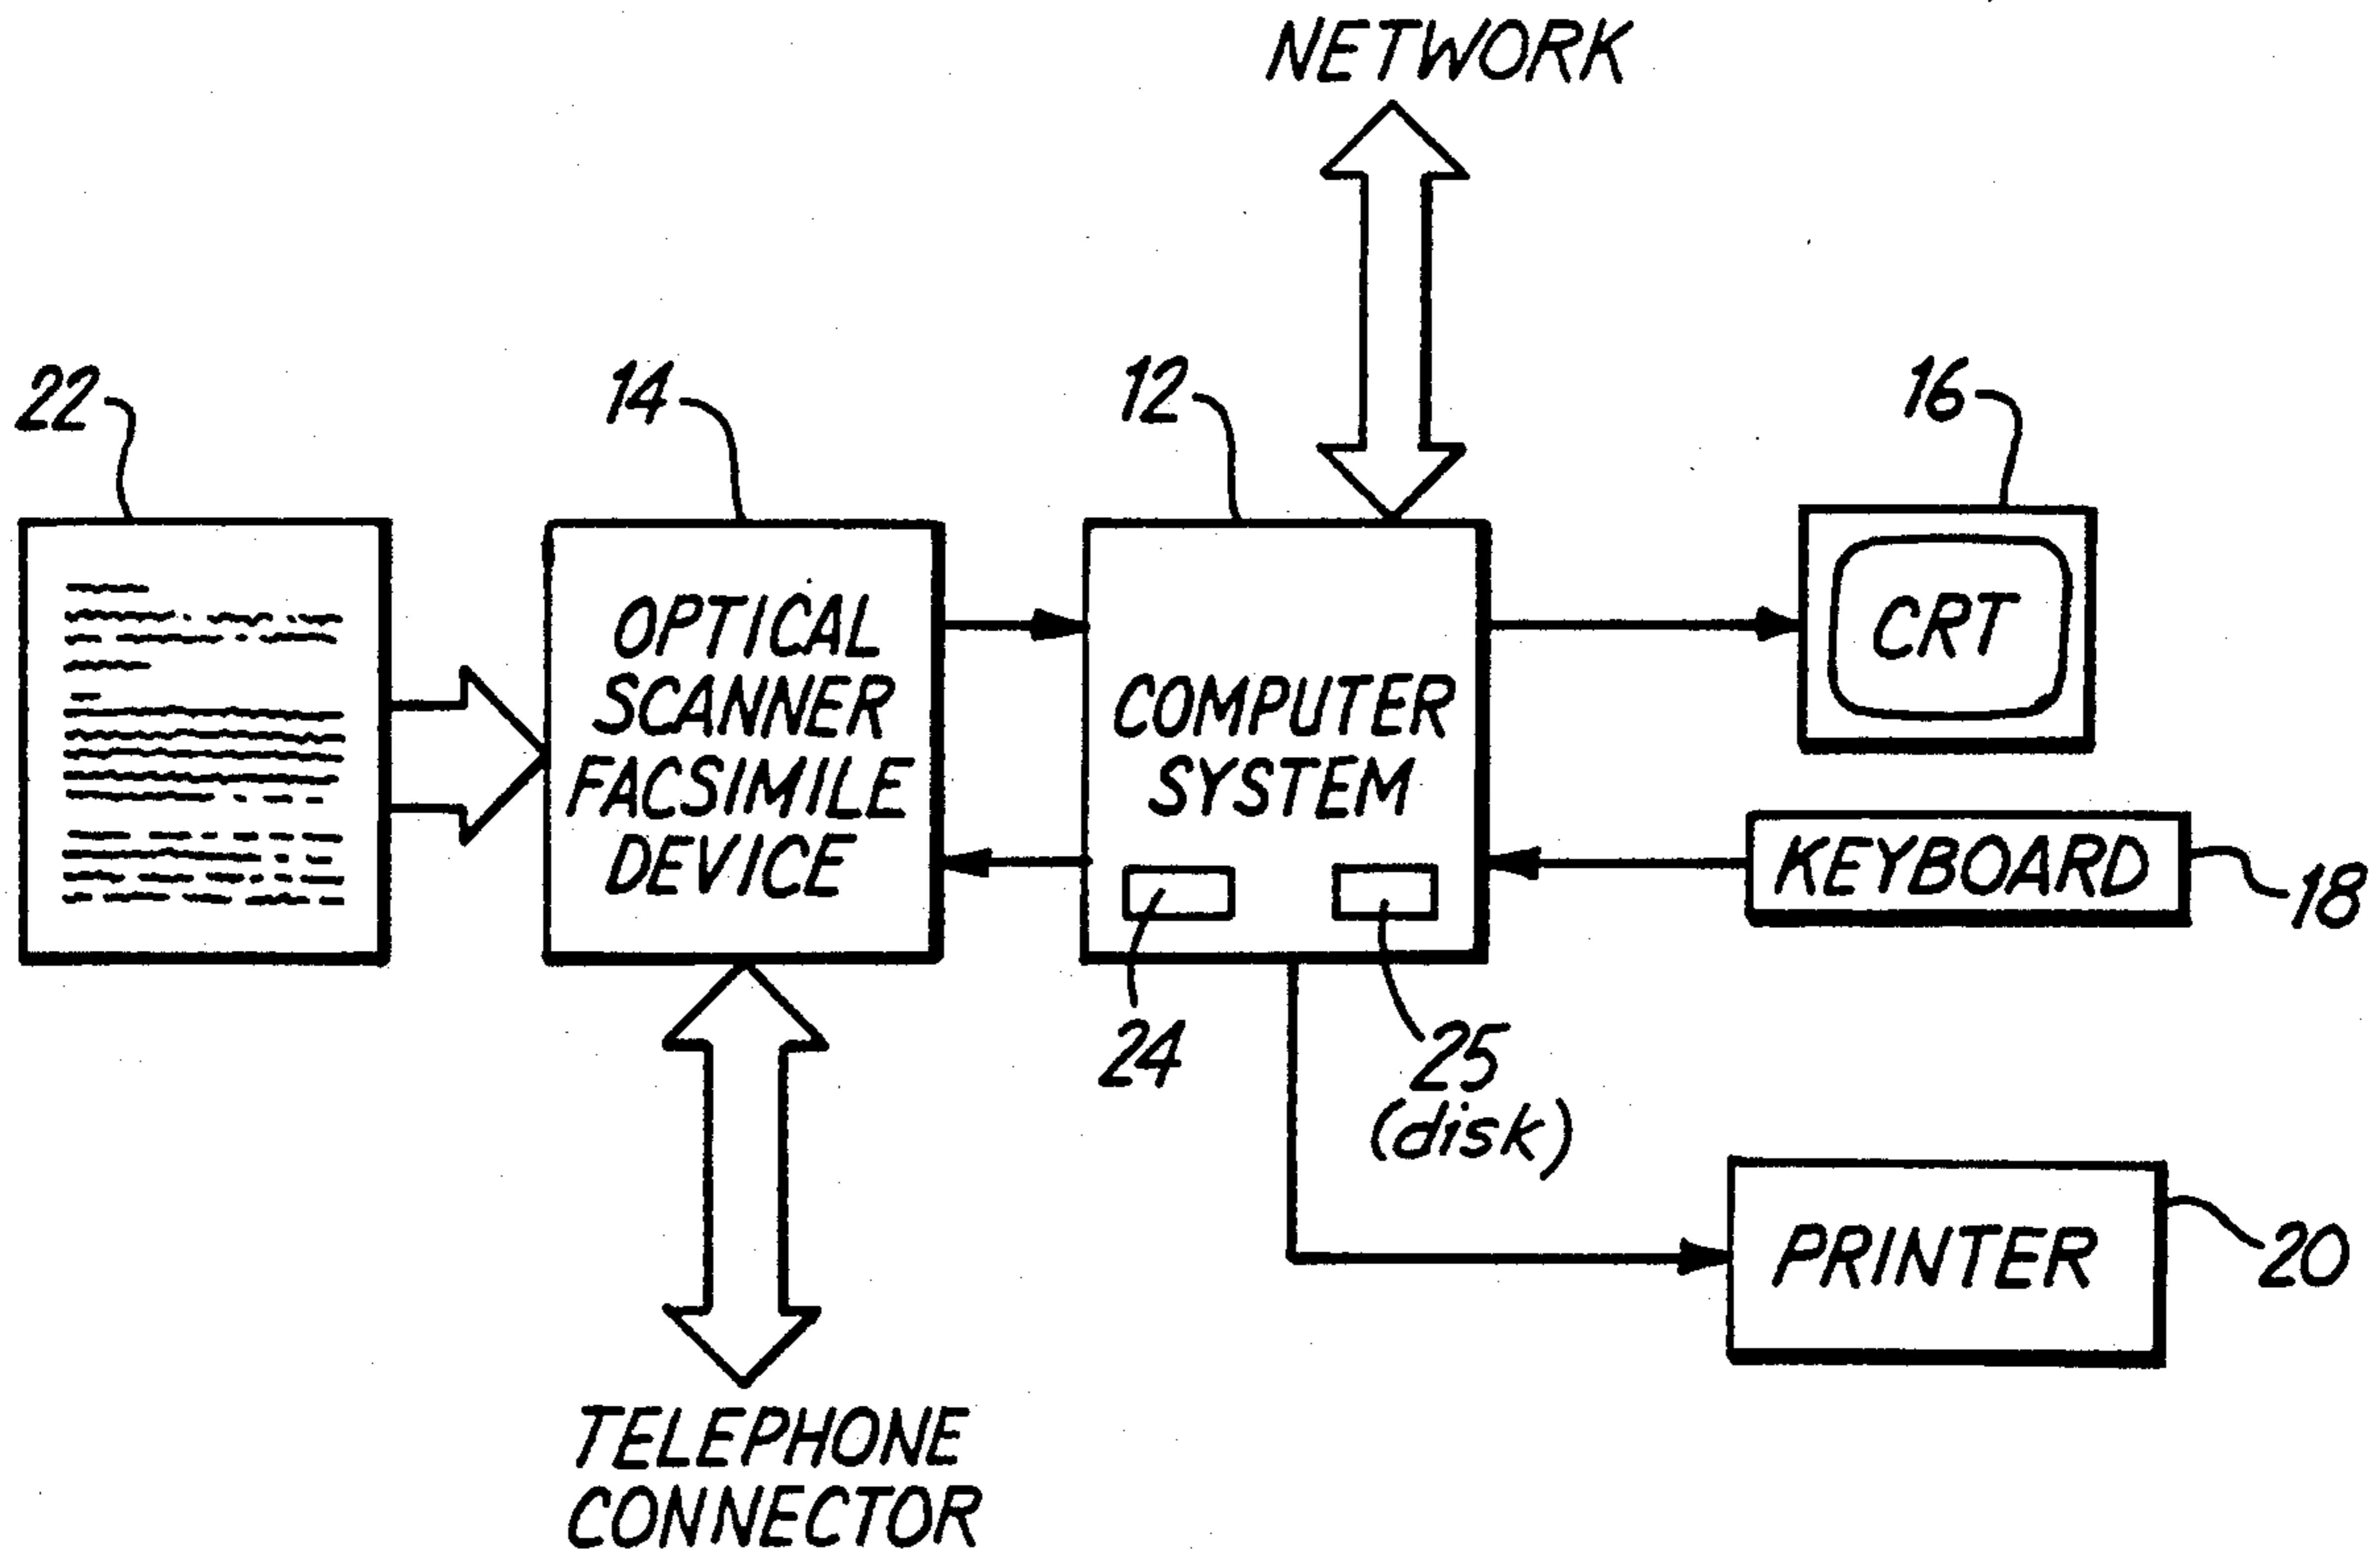 NETWORK
22
14
12
16
OPTICAL
SCANNER
FACSIMILE
DEVICE
COMPUTER
SYSTEM
CRT
KEYBOARD
18
24
25
(disk)
PRINTER
20
TELEPHONE
CONNECTOR